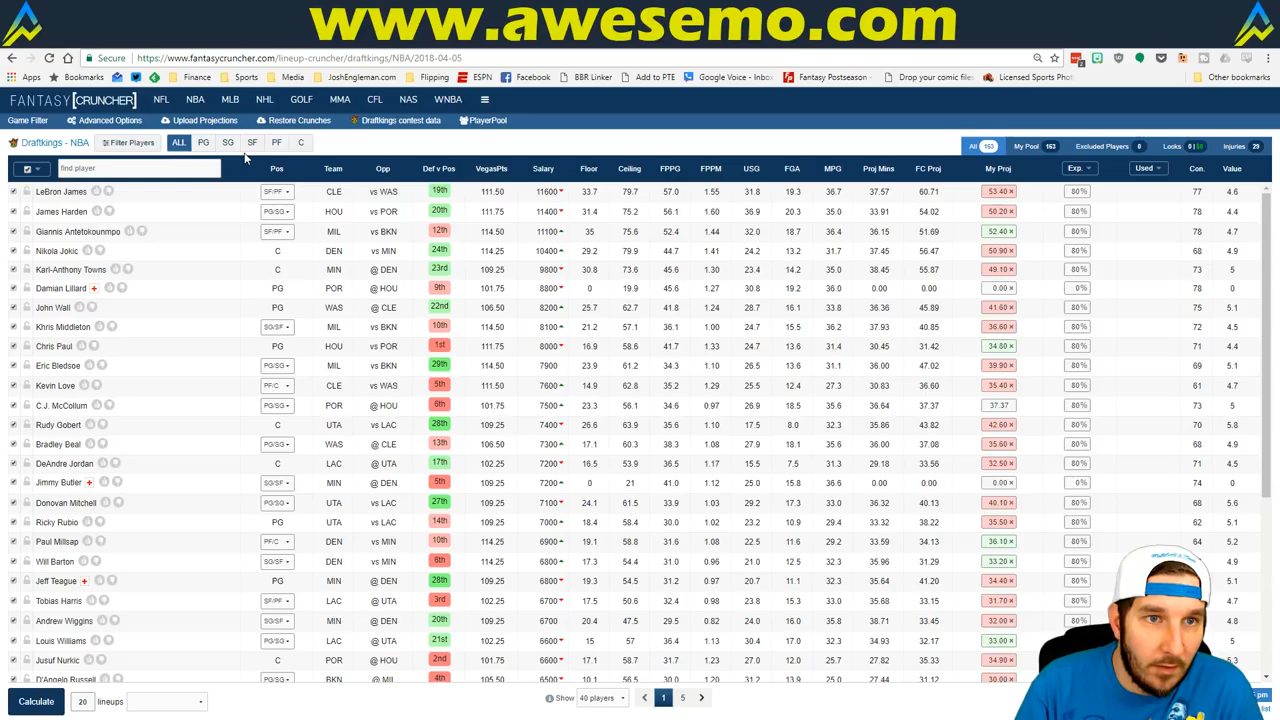 www.awesemo.com
Secure https://www.fantasycruncher.com/lineup-cruncher/draftkings/NBA/2018-04-05
Apps Bookmarks Finance Sports Media JoshEngleman.com Flipping ESPN Facebook BBR Linker Add to PTE Google Voice - Inbox Fantasy Postseason - Drop your comic files Licensed Sports Pho Other bookmarks
FANTASY[CRUNCHER] NFL NBA MLB NHL GOLF MMA CFL NAS WNBA
Game Filter Advanced Options Upload Projections Restore Crunches Draftkings contest data PlayerPool
Draftkings - NBA Filter Players ALL PG SG SF PF C All 163 My Pool 163 Excluded Players 0 Locks 0 | $0 Injuries 29
find player Pos Team Opp Def v Pos VegasPts Salary Floor Ceiling FPPG FPPM USG FGA MPG Proj Mins FC Proj My Proj Exp. Used Con. Value
LeBron James SF/PF CLE vs WAS 19th 111.50 11600 33.7 79.7 57.0 1.55 31.8 19.3 36.7 37.57 60.71 53.40 × 80% 77 4.6
James Harden PG/SG HOU vs POR 20th 111.75 11400 31.4 75.2 56.1 1.60 36.9 20.3 35.0 33.91 54.02 50.20 × 80% 78 4.4
Giannis Antetokounmpo SF/PF MIL vs BKN 12th 114.50 11100 35 75.6 52.4 1.44 32.0 18.7 36.4 36.15 51.69 52.40 × 80% 78 4.7
Nikola Jokic C DEN vs MIN 24th 114.25 10400 29.2 79.9 44.7 1.41 24.2 13.2 31.7 37.45 56.47 50.90 × 80% 68 4.9
Karl-Anthony Towns C MIN @ DEN 23rd 109.25 9800 30.8 73.6 45.6 1.30 23.4 14.2 35.0 38.45 55.87 49.10 × 80% 73 5
Damian Lillard PG POR @ HOU 9th 101.75 8800 0 19.9 45.6 1.27 30.8 19.1 36.0 0.00 0.00 0.00 × 0% 78 0
John Wall PG WAS @ CLE 22nd 106.50 8200 25.7 62.7 41.8 1.24 28.7 16.1 33.8 36.36 45.89 41.60 × 80% 75 5.1
Khris Middleton SG/SF MIL vs BKN 10th 114.50 8100 21.2 57.1 36.1 1.00 24.7 15.5 36.2 37.93 40.85 36.60 × 80% 72 4.5
Chris Paul PG HOU vs POR 1st 111.75 8000 16.9 58.6 41.7 1.33 24.8 13.6 31.4 30.15 31.42 34.80 × 80% 71 4.4
Eric Bledsoe PG/SG MIL vs BKN 29th 114.50 7900 23.9 61.2 34.3 1.10 26.5 13.6 31.1 36.00 47.02 39.90 × 80% 69 5.1
Kevin Love PF/C CLE vs WAS 5th 111.50 7600 14.9 62.8 35.2 1.29 25.5 12.4 27.3 30.83 36.60 35.40 × 80% 61 4.7
C.J. McCollum PG/SG POR @ HOU 6th 101.75 7500 23.3 56.1 34.6 0.97 26.8 18.5 35.6 36.64 37.37 37.37 80% 73 5
Rudy Gobert C UTA vs LAC 28th 109.25 7400 26.6 63.9 35.6 1.10 17.5 8.0 32.3 35.86 43.82 42.60 × 80% 70 5.8
Bradley Beal PG/SG WAS @ CLE 13th 106.50 7300 17.1 60.2 38.3 1.08 27.9 18.1 35.6 36.00 37.08 35.60 × 80% 68 4.9
DeAndre Jordan C LAC @ UTA 17th 102.25 7200 16.5 53.9 36.5 1.17 15.5 7.5 31.3 29.18 33.56 32.50 × 80% 71 4.5
Jimmy Butler SG/SF MIN @ DEN 5th 109.25 7200 0 21 41.0 1.12 25.0 15.8 36.6 0.00 0.00 0.00 × 0% 74 0
Donovan Mitchell PG/SG UTA vs LAC 27th 109.25 7100 24.1 61.5 33.9 1.03 29.2 17.3 33.0 37.02 40.13 40.10 × 80% 68 5.6
Ricky Rubio PG UTA vs LAC 14th 109.25 7000 18.4 58.4 30.0 1.02 23.2 10.9 29.4 33.32 38.22 35.50 × 80% 62 5.1
Paul Millsap PF/C DEN vs MIN 10th 114.25 6900 19.1 58.8 31.6 1.08 22.5 11.6 29.2 33.59 34.13 36.10 × 80% 64 5.2
Will Barton SG/SF DEN vs MIN 6th 114.25 6800 17.3 54.4 31.0 0.96 21.0 12.5 32.3 35.96 33.51 33.20 ×
Jeff Teague PG MIN @ DEN 28th 109.25 6800 19.3 54.5 31.2 0.97 20.7 11.1 32.3 35.64 41.20 34.40 × 80% 5.1
Tobias Harris SF/PF LAC @ UTA 3rd 102.25 6700 17.5 50.6 32.4 0.98 23.8 15.3 33.0 35.68 33.15 31.70 × 80% 4.7
Andrew Wiggins SG/SF MIN @ DEN 20th 109.25 6700 20.4 47.5 29.5 0.82 24.0 16.0 35.8 38.71 33.45 32.00 × 80% 4.8
Louis Williams PG/SG LAC @ UTA 21st 102.25 6600 15 57 36.4 1.13 29.0 17.0 32.3 34.93 32.17 33.00 × 80% 5
Jusuf Nurkic C POR @ HOU 2nd 101.75 6600 17.1 60.1 31.2 1.21 25.0 12.0 25.7 27.82 35.33 34.90 × 80% 5.3
D'Angelo Russell PG/SG BKN @ MIL 4th
Calculate 20 lineups Show 40 players 1 5